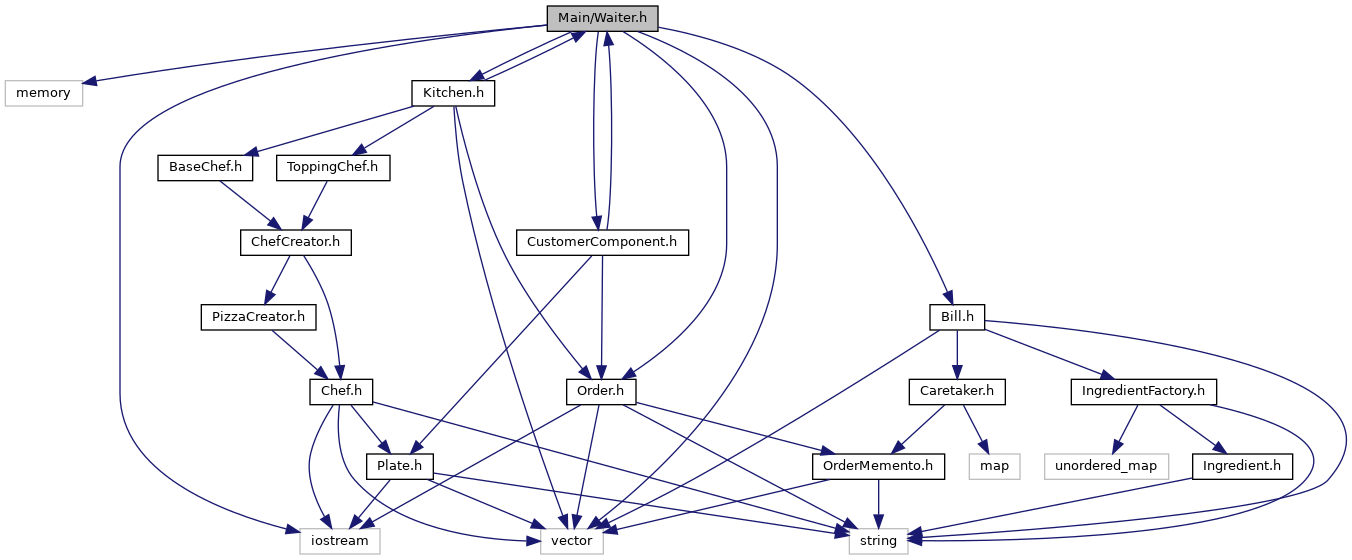 Main/Waiter.h
memory
Kitchen.h
BaseChef.h
ToppingChef.h
ChefCreator.h
CustomerComponent.h
PizzaCreator.h
Bill.h
Chef.h
Order.h
Caretaker.h
IngredientFactory.h
Plate.h
OrderMemento.h
map
unordered_map
Ingredient.h
iostream
vector
string